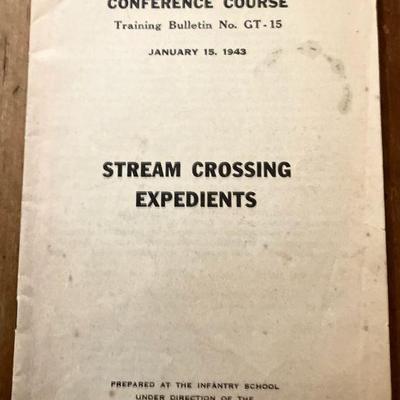 CONFERENCE COURSE
Training Bulletin No. GT-15
JANUARY 15, 1943
STREAM CROSSING
EXPEDIENTS
PREPARED AT THE INFANTRY SCHOOL
UNDER DIRECTION OF THE